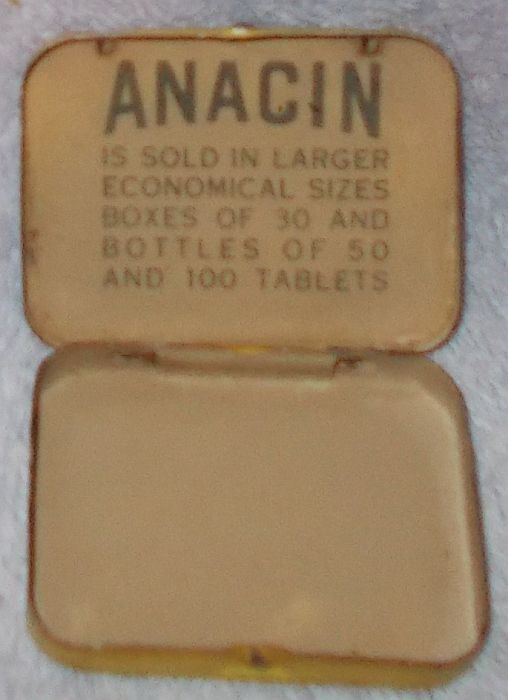 ANACIN
IS SOLD IN LARGER
ECONOMICAL SIZES
BOXES OF 30 AND
BOTTLES OF 50
AND 100 TABLETS